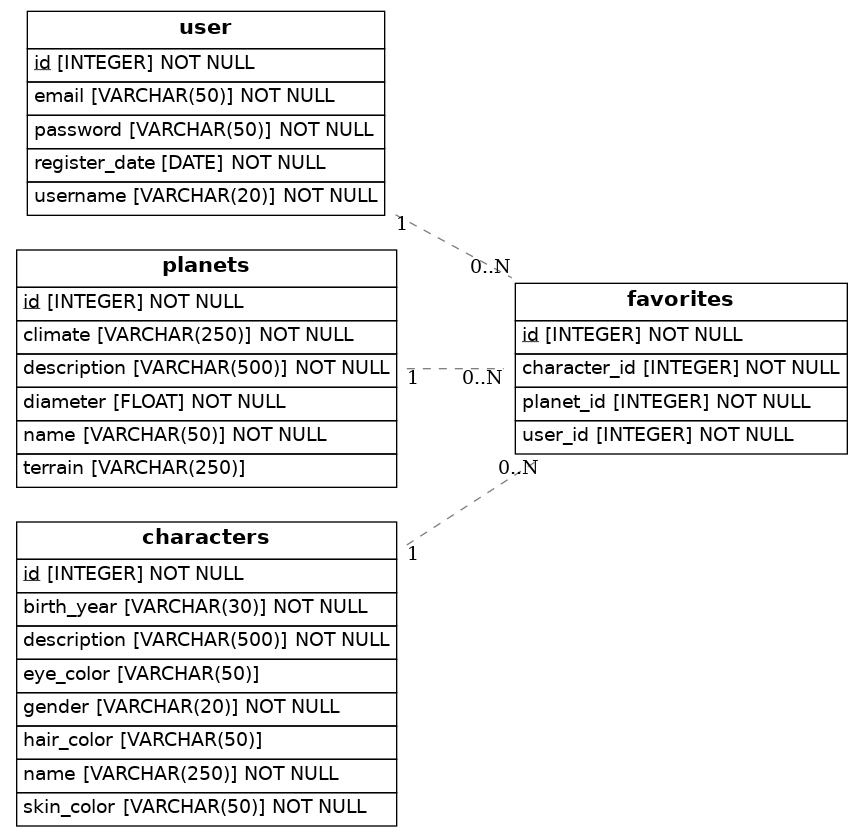 user
id [INTEGER] NOT NULL
email [VARCHAR(50)] NOT NULL
password [VARCHAR(50)] NOT NULL
register_date [DATE] NOT NULL
username [VARCHAR(20)] NOT NULL
1
0..N
planets
id [INTEGER] NOT NULL
climate [VARCHAR(250)] NOT NULL
description [VARCHAR(500)] NOT NULL
diameter [FLOAT] NOT NULL
name [VARCHAR(50)] NOT NULL
terrain [VARCHAR(250)]
1
0..N
favorites
id [INTEGER] NOT NULL
character_id [INTEGER] NOT NULL
planet_id [INTEGER] NOT NULL
user_id [INTEGER] NOT NULL
0..N
1
characters
id [INTEGER] NOT NULL
birth_year [VARCHAR(30)] NOT NULL
description [VARCHAR(500)] NOT NULL
eye_color [VARCHAR(50)]
gender [VARCHAR(20)] NOT NULL
hair_color [VARCHAR(50)]
name [VARCHAR(250)] NOT NULL
skin_color [VARCHAR(50)] NOT NULL